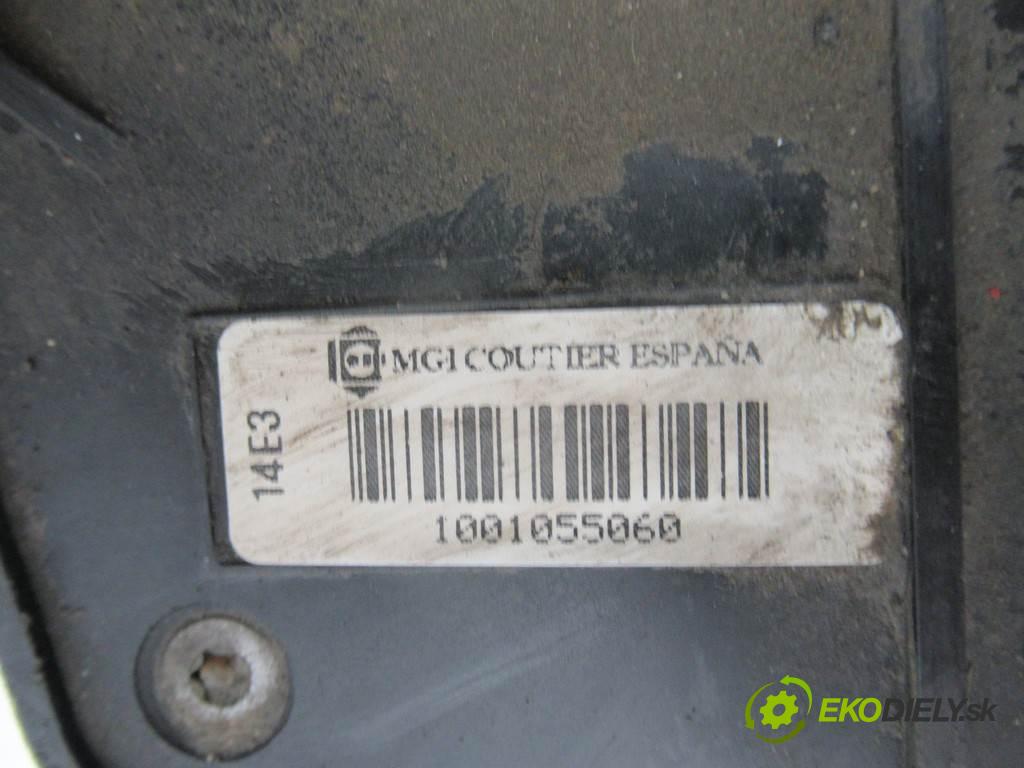 MGI COUTIER ESPAÑA
14E3
1001055060
EKODIELY.sk